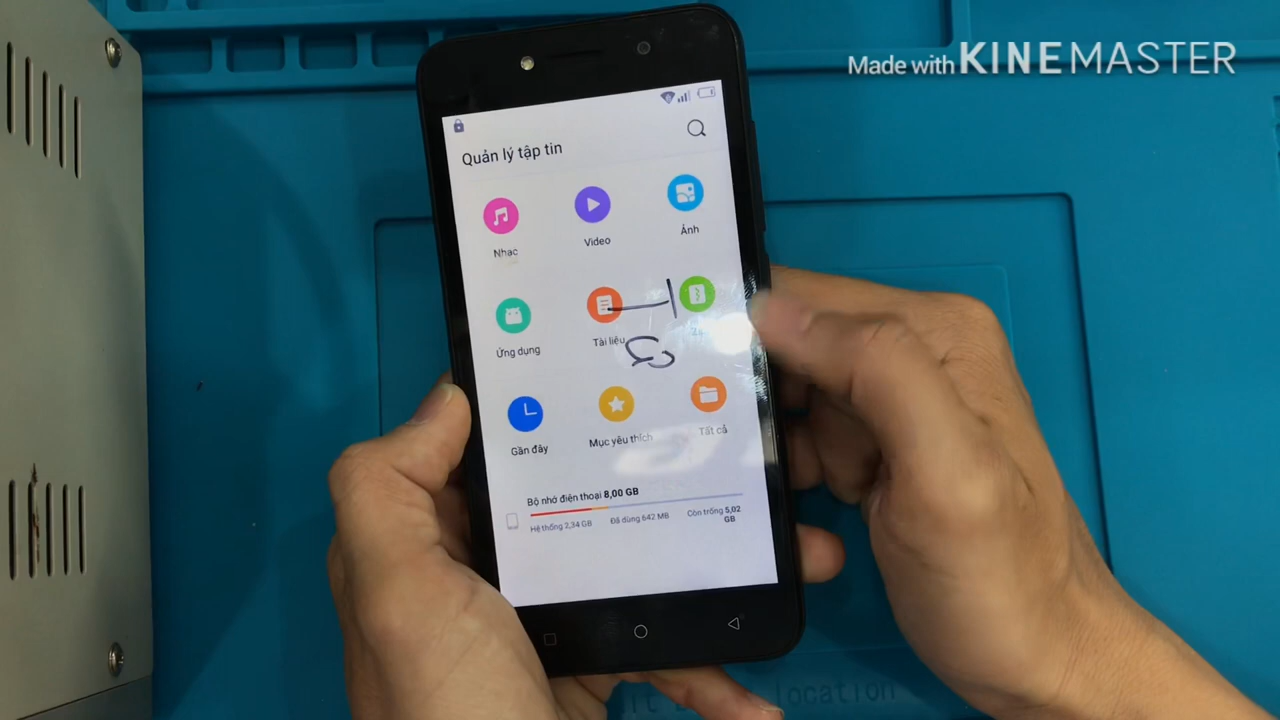 Made with KINEMASTER
Quản lý tập tin
Nhạc
Video
Ảnh
Ứng dụng
Tài liệu
Gần đây
Mục yêu thích
Tất cả
Bộ nhớ điện thoại 8,00 GB
Hệ thống 2,34 GB
Đã dùng 642 MB
Còn trống 5,02
GB
location